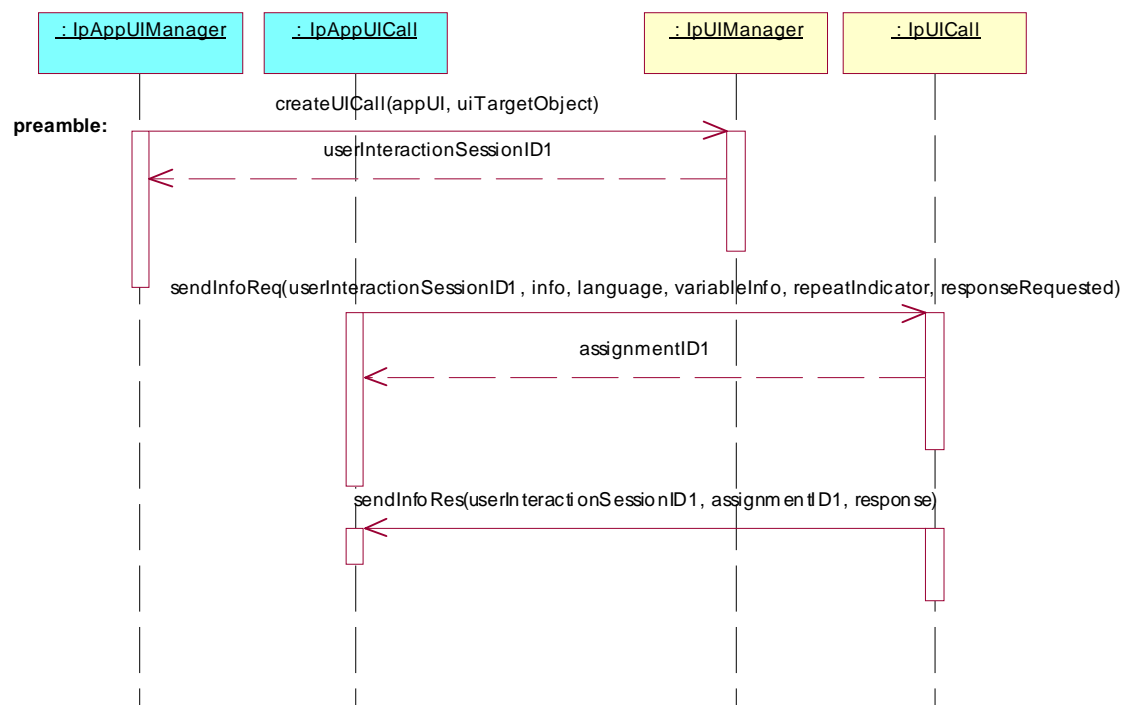 : IpAppUIManager
: IpAppUICall
: IpUIManager
: IpUICall
createUICall(appUI, uiTargetObject)
preamble:
userInteractionSessionID1
sendInfoReq(userInteractionSessionID1, info, language, variableInfo, repeatIndicator, responseRequested)
assignmentID1
sendInfoRes(userInteractionSessionID1, assignmentID1, response)